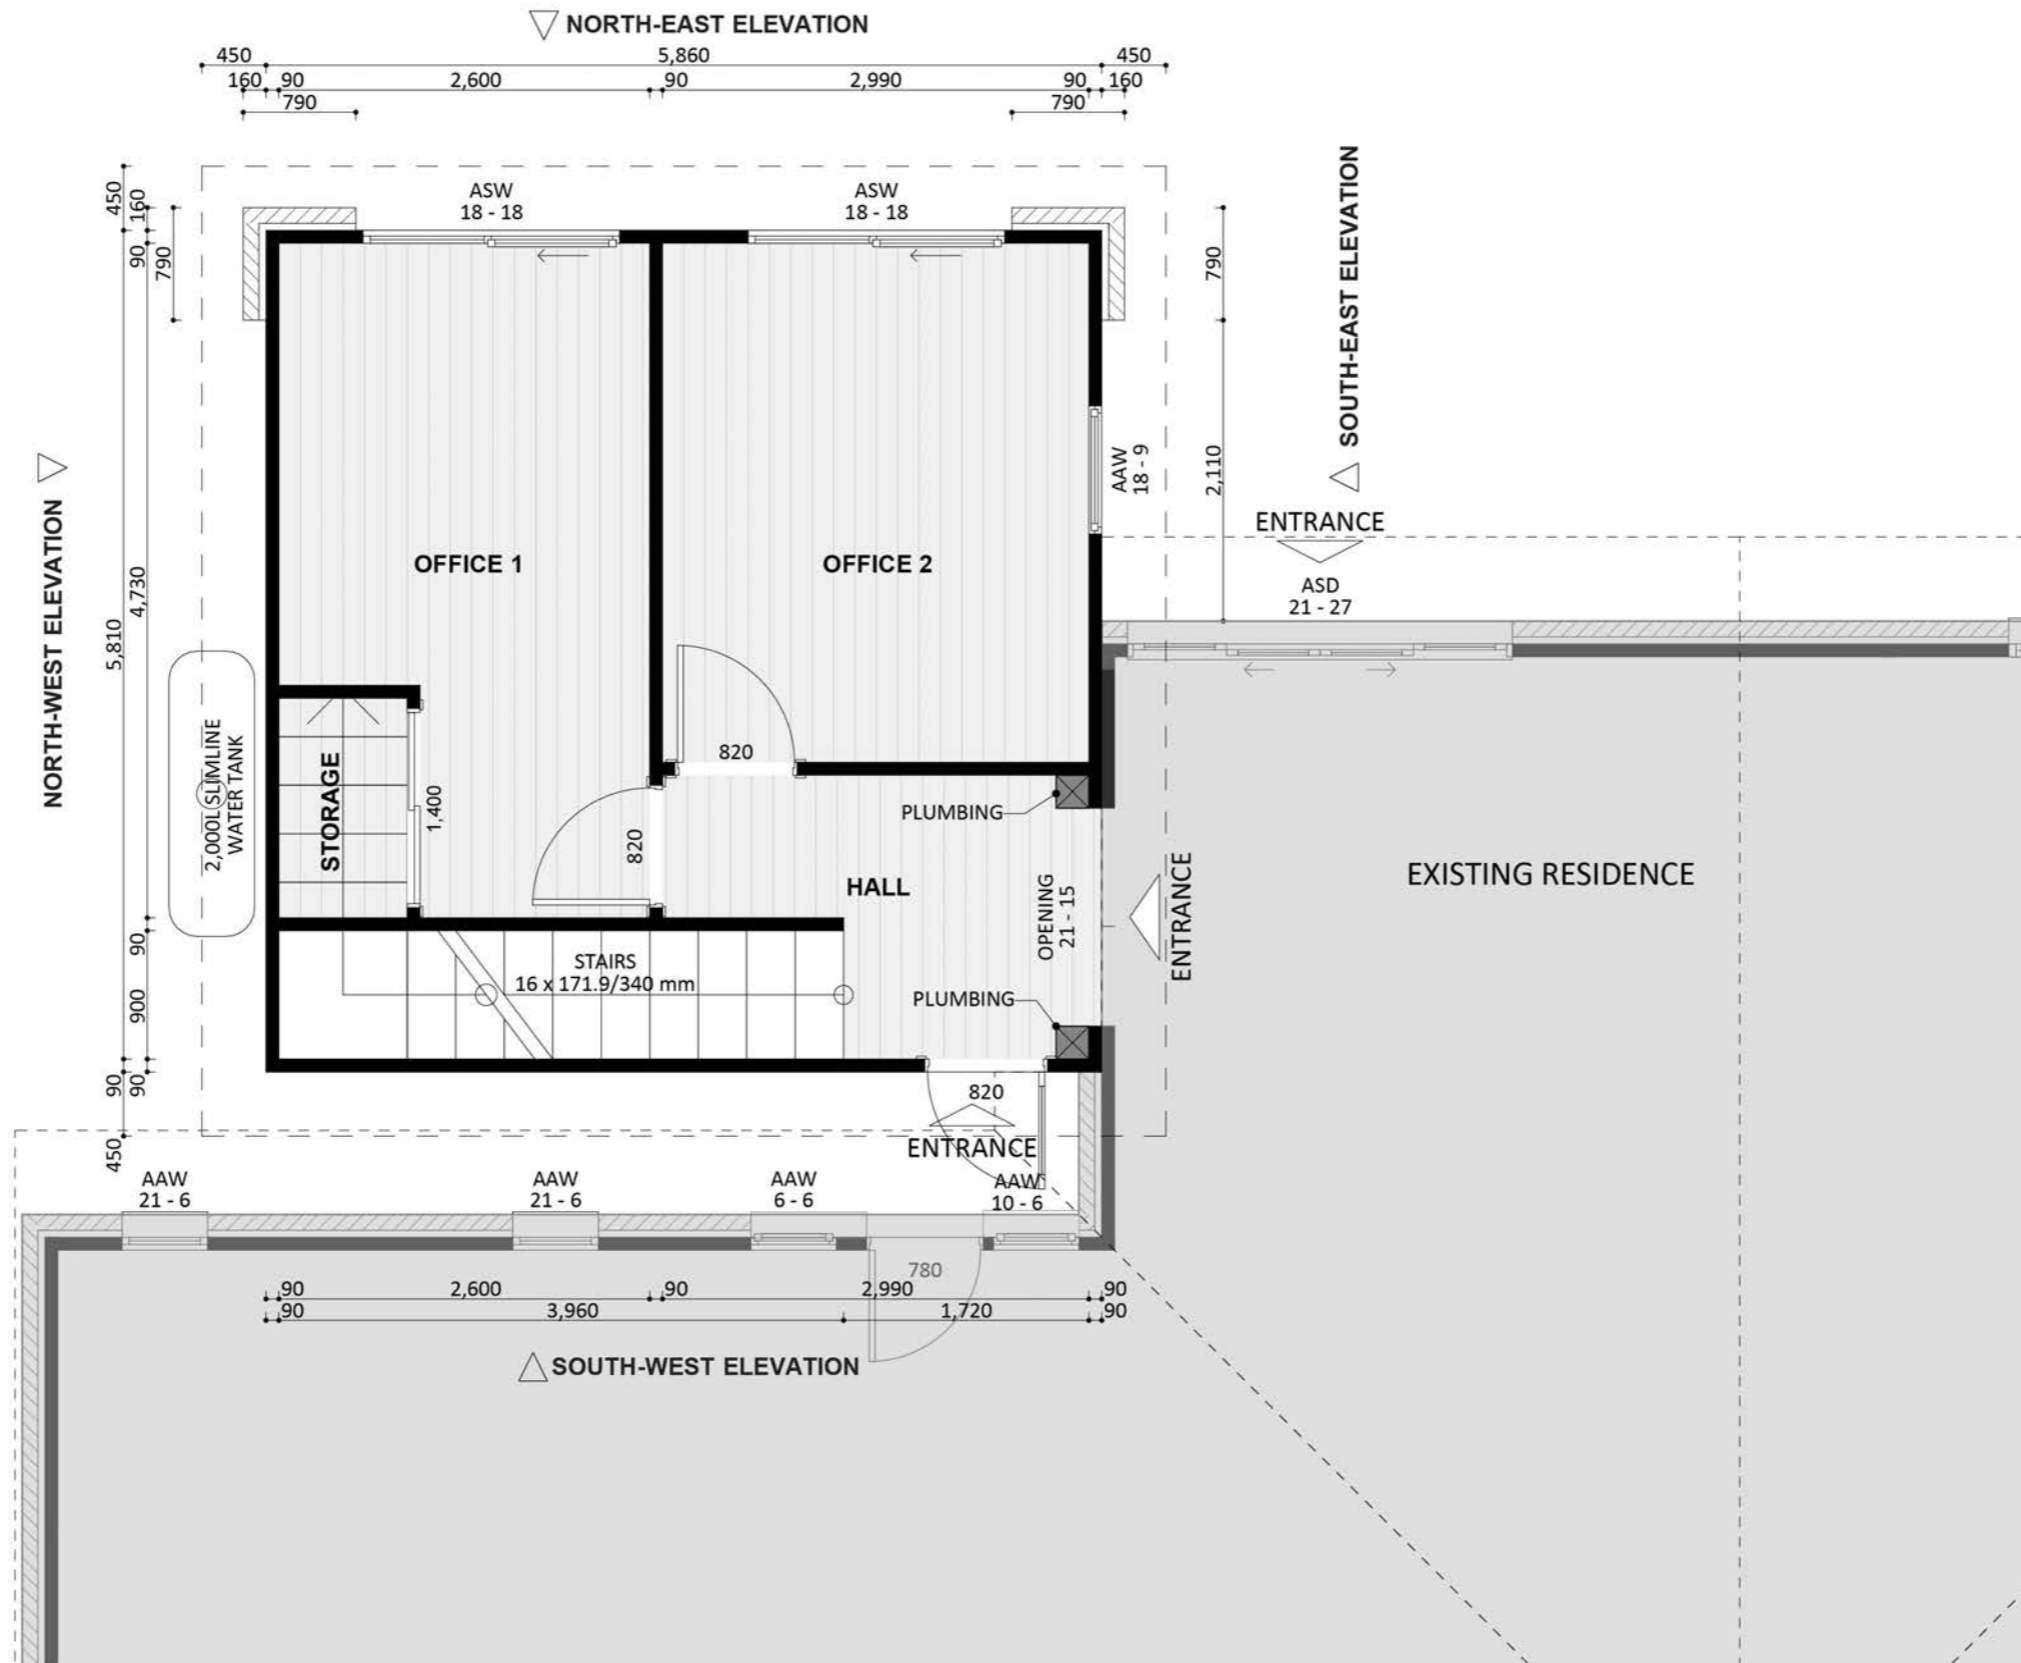 NORTH-EAST ELEVATION
450 5,860 450
160 90 2,600 90 2,990 90 160
790 790
450
160
90
790
4,730
5,810
90
900
90
90
450
NORTH-WEST ELEVATION
ASW
18 - 18
ASW
18 - 18
SOUTH-EAST ELEVATION
790
2,110
AAW
18 - 9
ENTRANCE
ASD
21 - 27
OFFICE 1
OFFICE 2
2,000L SLIMLINE
WATER TANK
STORAGE
1,400
820
820
PLUMBING
HALL
OPENING
21 - 15
ENTRANCE
EXISTING RESIDENCE
STAIRS
16 x 171.9/340 mm
PLUMBING
820
ENTRANCE
AAW
21 - 6
AAW
21 - 6
AAW
6 - 6
AAW
10 - 6
780
90 2,600 90 2,990 90
90 3,960 1,720 90
SOUTH-WEST ELEVATION